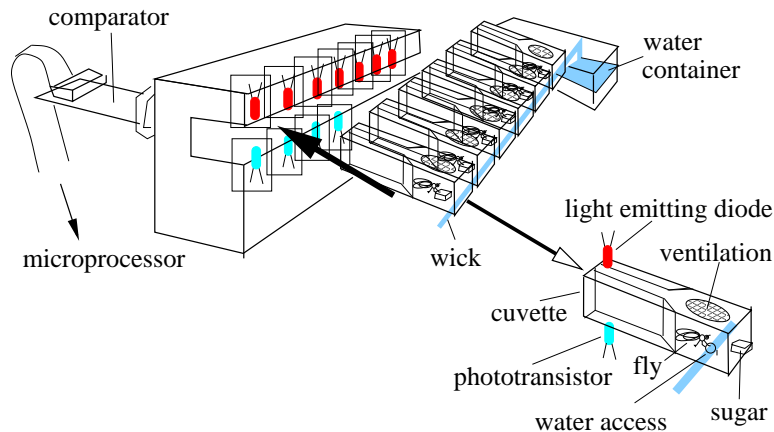 comparator
water
container
light emitting diode
microprocessor
wick
ventilation
cuvette
phototransistor
fly
water access
sugar